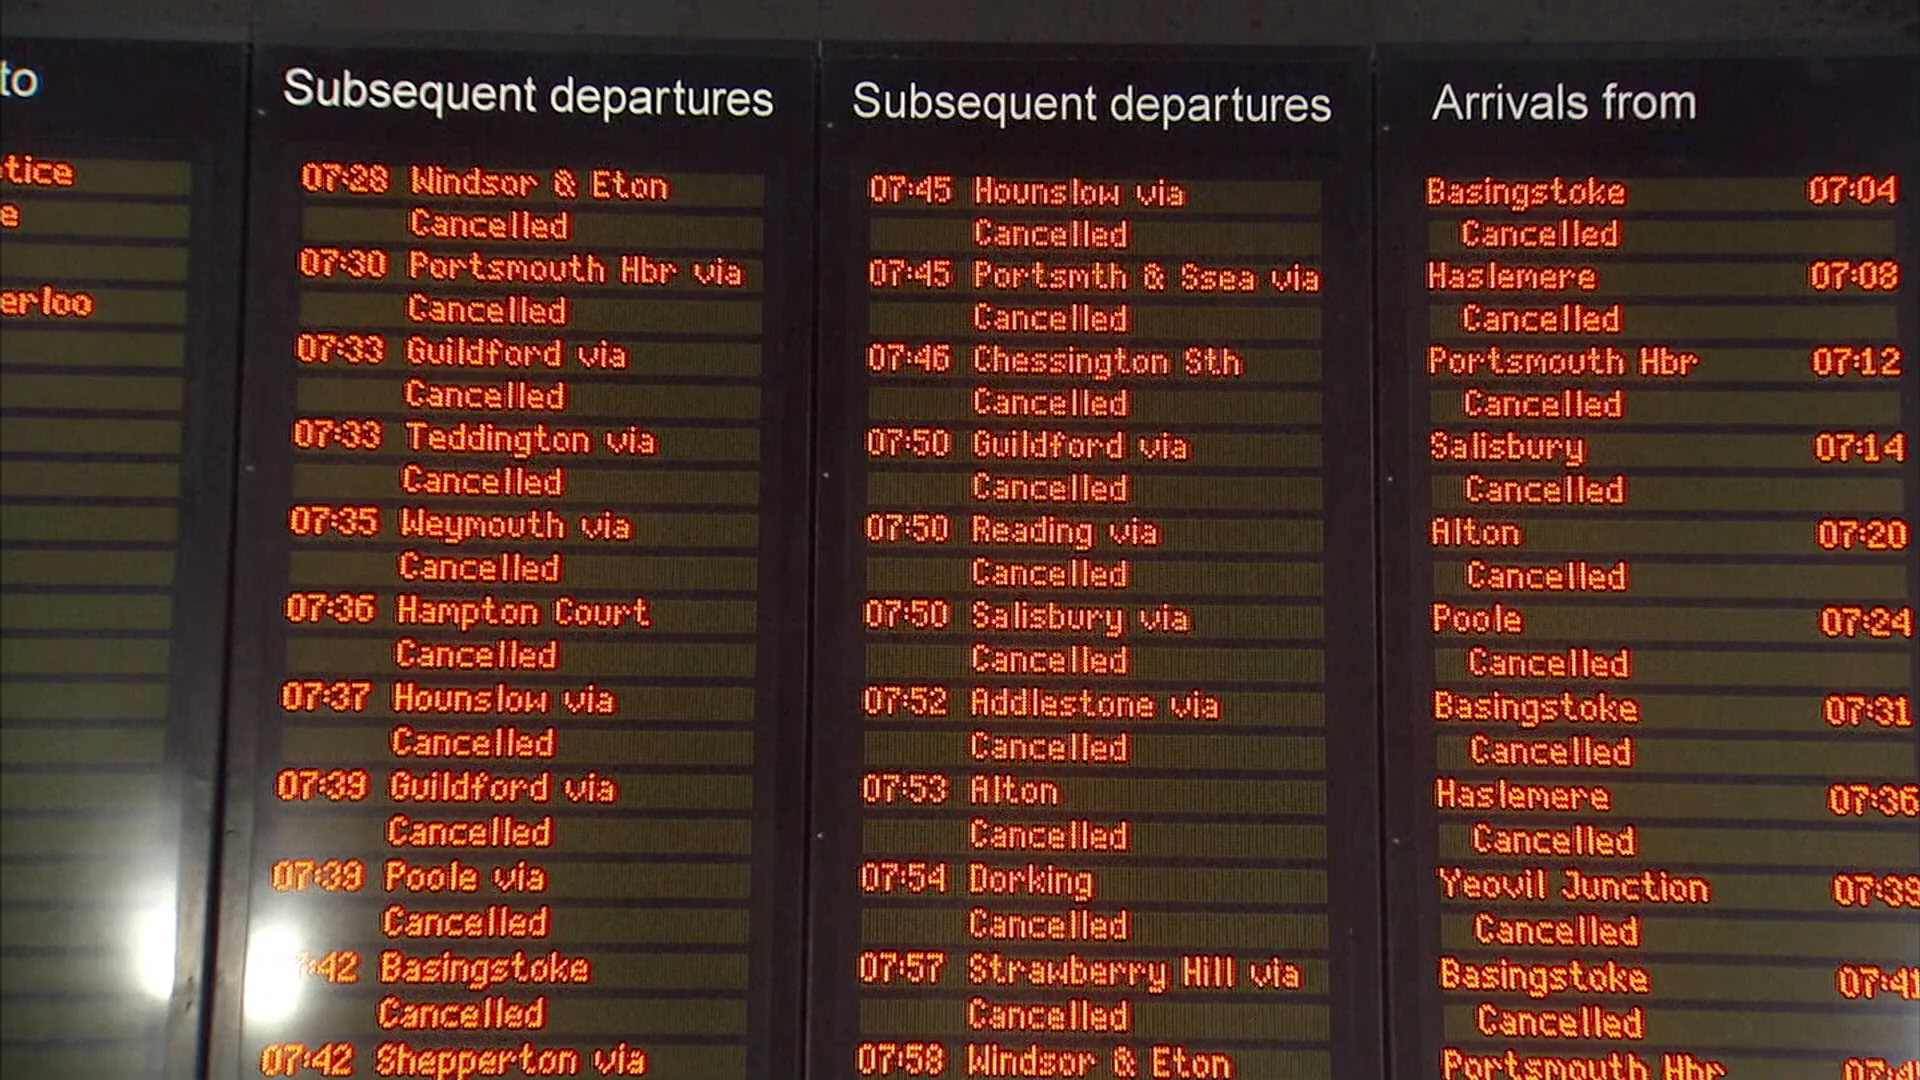 to
Subsequent departures
07:28 Windsor & Eton
Cancelled
07:30 Portsmouth Hbr via
Cancelled
07:33 Guildford via
Cancelled
07:33 Teddington via
Cancelled
07:35 Weymouth via
Cancelled
07:36 Hampton Court
Cancelled
07:37 Hounslow via
Cancelled
07:39 Guildford via
Cancelled
07:39 Poole via
Cancelled
:42 Basingstoke
Cancelled
07:42 Shepperton via
Subsequent departures
07:45 Hounslow via
Cancelled
07:45 Portsmth & Ssea via
Cancelled
07:46 Chessington Sth
Cancelled
07:50 Guildford via
Cancelled
07:50 Reading via
Cancelled
07:50 Salisbury via
Cancelled
07:52 Addlestone via
Cancelled
07:53 Alton
Cancelled
07:54 Dorking
Cancelled
07:57 Strawberry Hill via
Cancelled
07:58 Windsor & Eton
Arrivals from
Basingstoke 07:04
Cancelled
Haslemere 07:08
Cancelled
Portsmouth Hbr 07:12
Cancelled
Salisbury 07:14
Cancelled
Alton 07:20
Cancelled
Poole 07:24
Cancelled
Basingstoke 07:31
Cancelled
Haslemere 07:36
Cancelled
Yeovil Junction 07:39
Cancelled
Basingstoke 07:41
Cancelled
Portsmouth Hbr